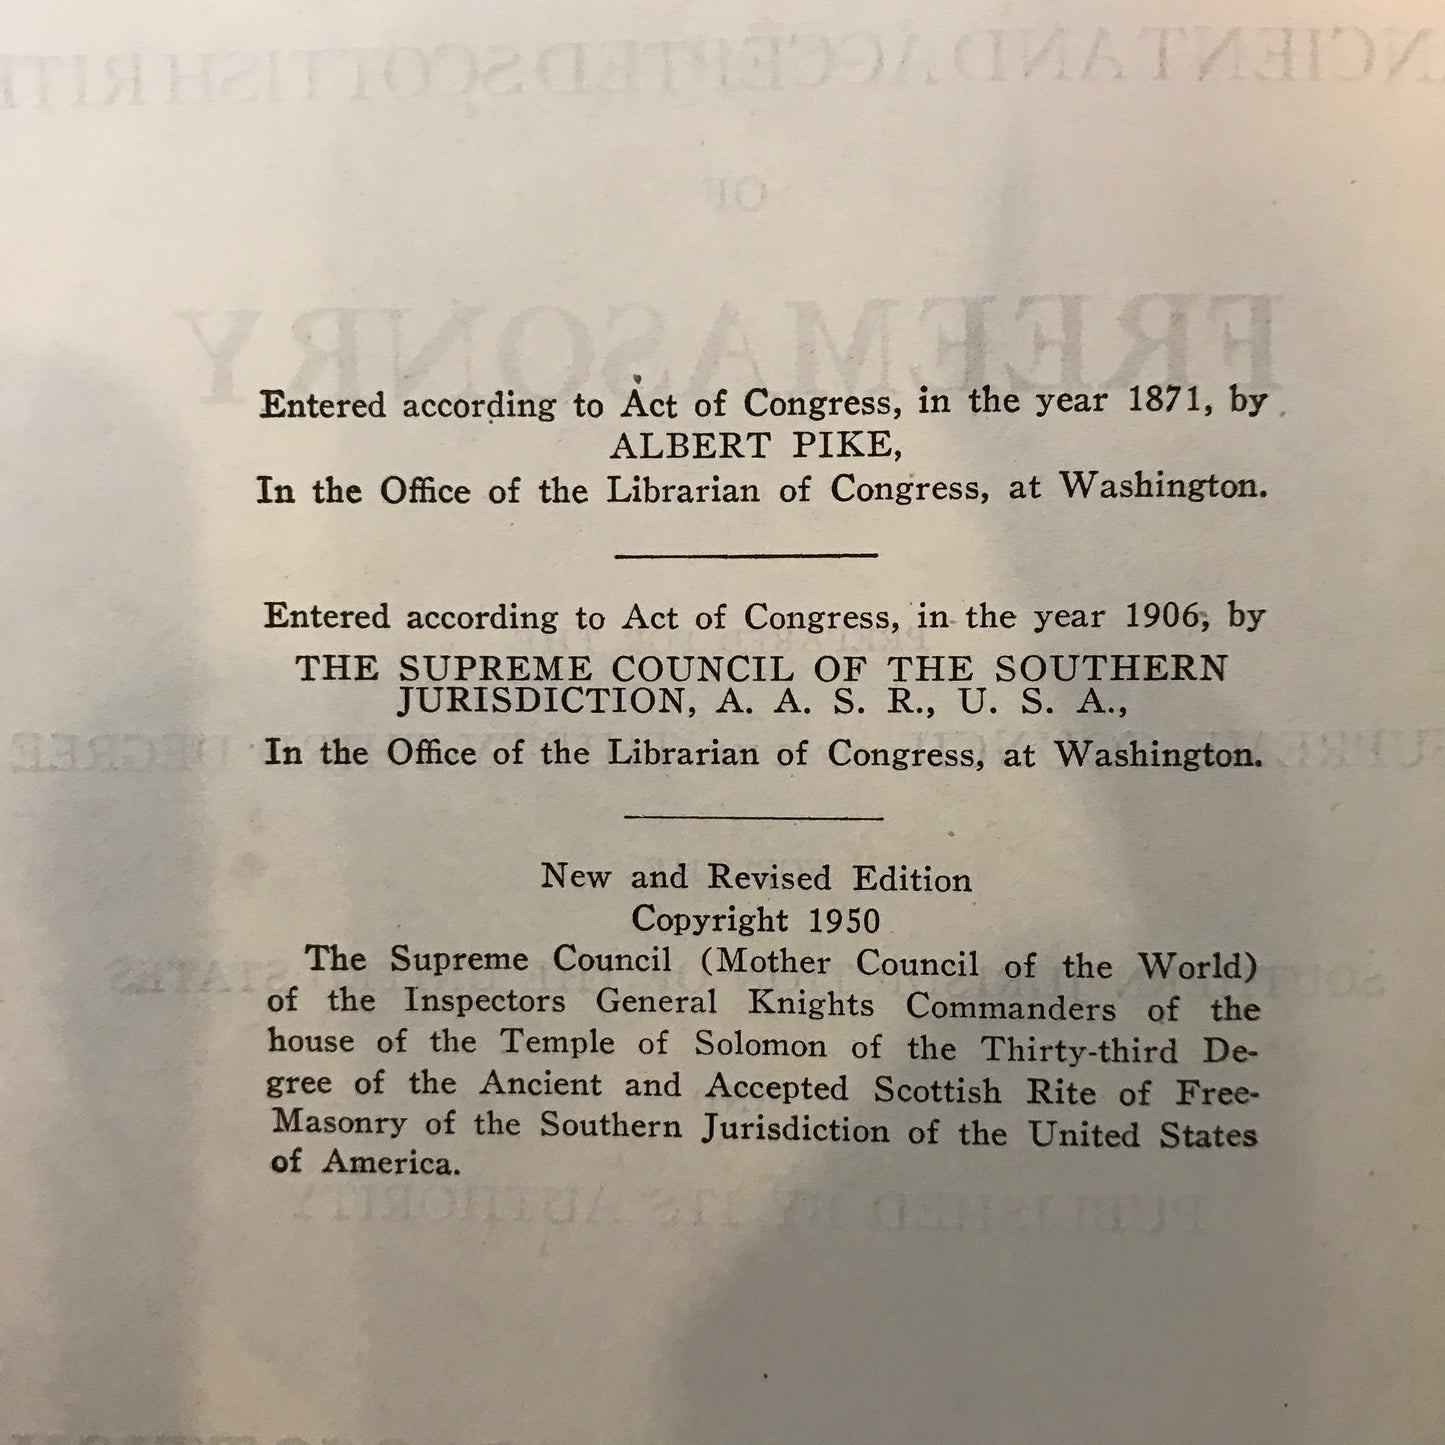 Entered according to Act of Congress, in the year 1871, by
ALBERT PIKE,
In the Office of the Librarian of Congress, at Washington.
Entered according to Act of Congress, in the year 1906, by
THE SUPREME COUNCIL OF THE SOUTHERN
JURISDICTION, A. A. S. R., U. S. A.,
In the Office of the Librarian of Congress, at Washington.
New and Revised Edition
Copyright 1950
The Supreme Council (Mother Council of the World)
of the Inspectors General Knights Commanders of the
house of the Temple of Solomon of the Thirty-third De-
gree of the Ancient and Accepted Scottish Rite of Free-
Masonry of the Southern Jurisdiction of the United States
of America.